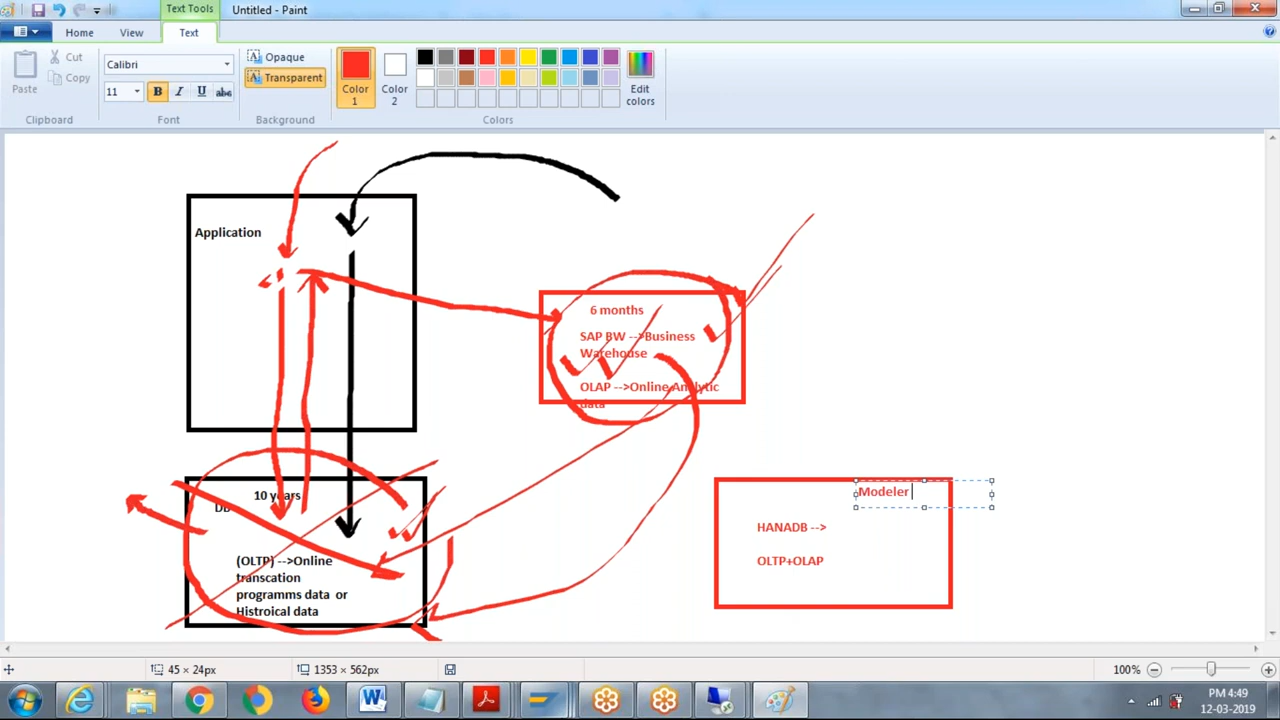 Text Tools
Untitled - Paint
Home
View
Text
Paste
Cut
Copy
Clipboard
Calibri
11
B
I
U
abc
Font
Opaque
Transparent
Background
Color 1
Color 2
Edit colors
Colors
Application
6 months
SAP BW -->Business
Warehouse
OLAP -->Online Analytic
data
10 years
DB
(OLTP) -->Online
transcation
programms data or
Histroical data
Modeler
HANADB -->
OLTP+OLAP
45 × 24px
1353 × 562px
100%
PM 4:49
12-03-2019